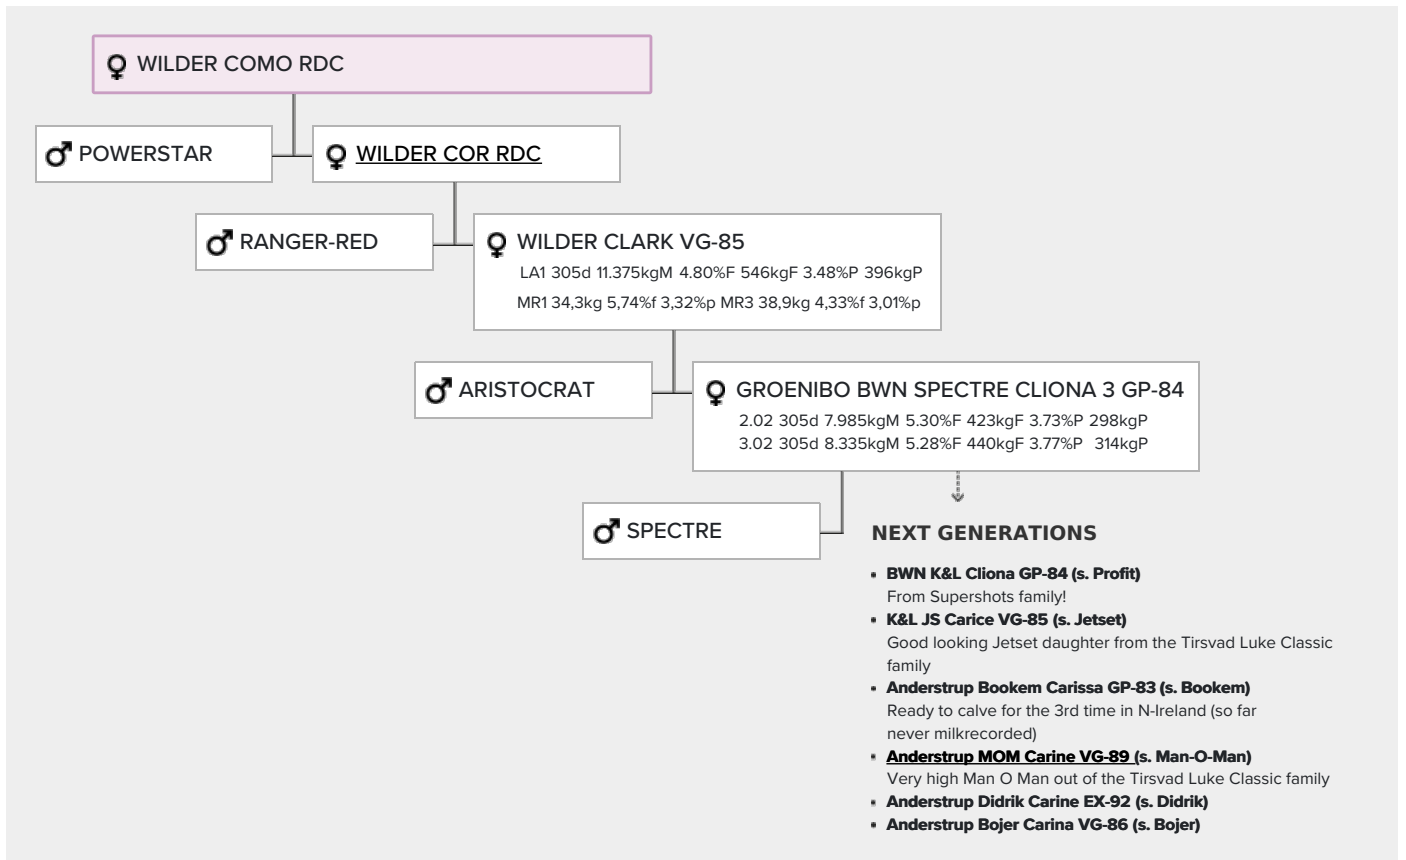 WILDER COMO RDC
POWERSTAR
WILDER COR RDC
RANGER-RED
WILDER CLARK VG-85
LA1 305d 11.375kgM 4.80%F 546kgF 3.48%P 396kgP
MR1 34,3kg 5,74%f 3,32%p MR3 38,9kg 4,33%f 3,01%p
ARISTOCRAT
GROENIBO BWN SPECTRE CLIONA 3 GP-84
2.02 305d 7.985kgM 5.30%F 423kgF 3.73%P 298kgP
3.02 305d 8.335kgM 5.28%F 440kgF 3.77%P 314kgP
SPECTRE
NEXT GENERATIONS
▪ BWN K&L Cliona GP-84 (s. Profit)
From Supershots family!
▪ K&L JS Carice VG-85 (s. Jetset)
Good looking Jetset daughter from the Tirsvad Luke Classic
family
▪ Anderstrup Bookem Carissa GP-83 (s. Bookem)
Ready to calve for the 3rd time in N-Ireland (so far
never milkrecorded)
▪ Anderstrup MOM Carine VG-89 (s. Man-O-Man)
Very high Man O Man out of the Tirsvad Luke Classic family
▪ Anderstrup Didrik Carine EX-92 (s. Didrik)
▪ Anderstrup Bojer Carina VG-86 (s. Bojer)